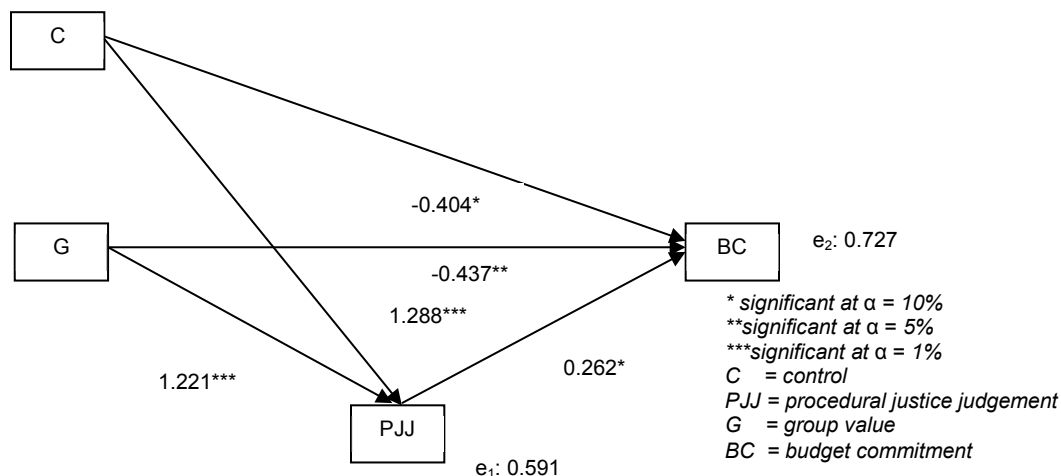 C
-0.404*
G
BC
e₂: 0.727
-0.437**
1.288***
1.221***
0.262*
PJJ
e₁: 0.591
* significant at α = 10%
**significant at α = 5%
***significant at α = 1%
C = control
PJJ = procedural justice judgement
G = group value
BC = budget commitment